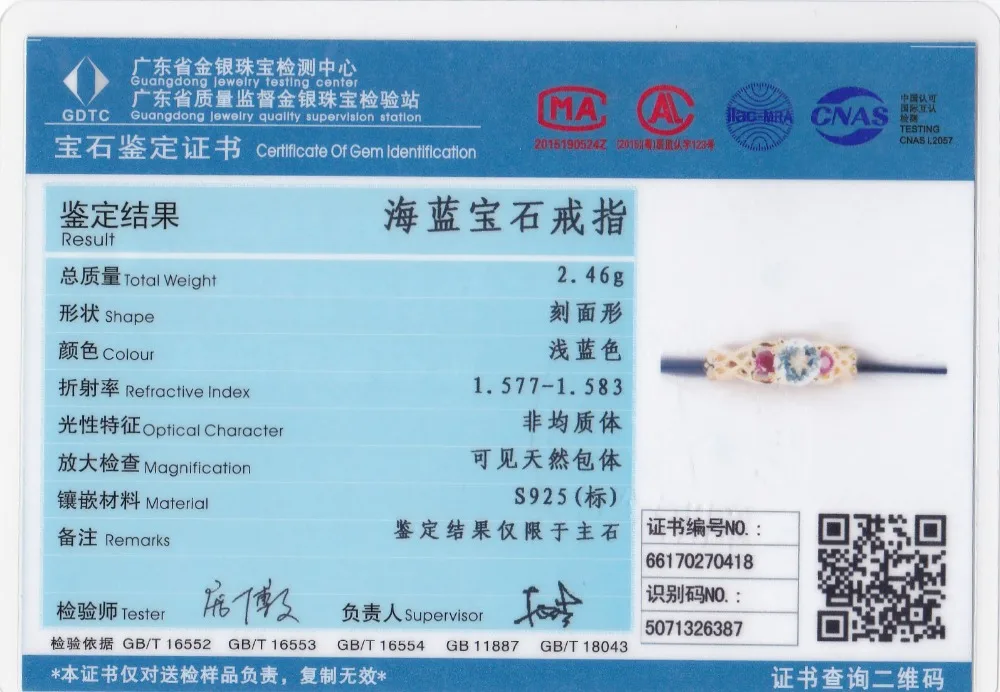 广东省金银珠宝检测中心
Guangdong jewelry testing center
广东省质量监督金银珠宝检验站
Guangdong jewelry quality supervision station
GDTC
宝石鉴定证书 Certificate Of Gem Identification
MA
2015190524Z
AL
ilac-MRA
CNAS
中国认可
国际互认
检测
TESTING
CNAS L2057
鉴定结果 海蓝宝石戒指
Result
总质量 Total Weight 2.46g
形状 Shape 刻面形
颜色 Colour 浅蓝色
折射率 Refractive Index 1.577-1.583
光性特征 Optical Character 非均质体
放大检查 Magnification 可见天然包体
镶嵌材料 Material S925(标)
备注 Remarks 鉴定结果仅限于主石
证书编号NO.:
66170270418
识别码NO.:
5071326387
检验师 Tester 负责人 Supervisor
检验依据 GB/T 16552 GB/T 16553 GB/T 16554 GB 11887 GB/T 18043
*本证书仅对送检样品负责，复制无效*
证书查询二维码